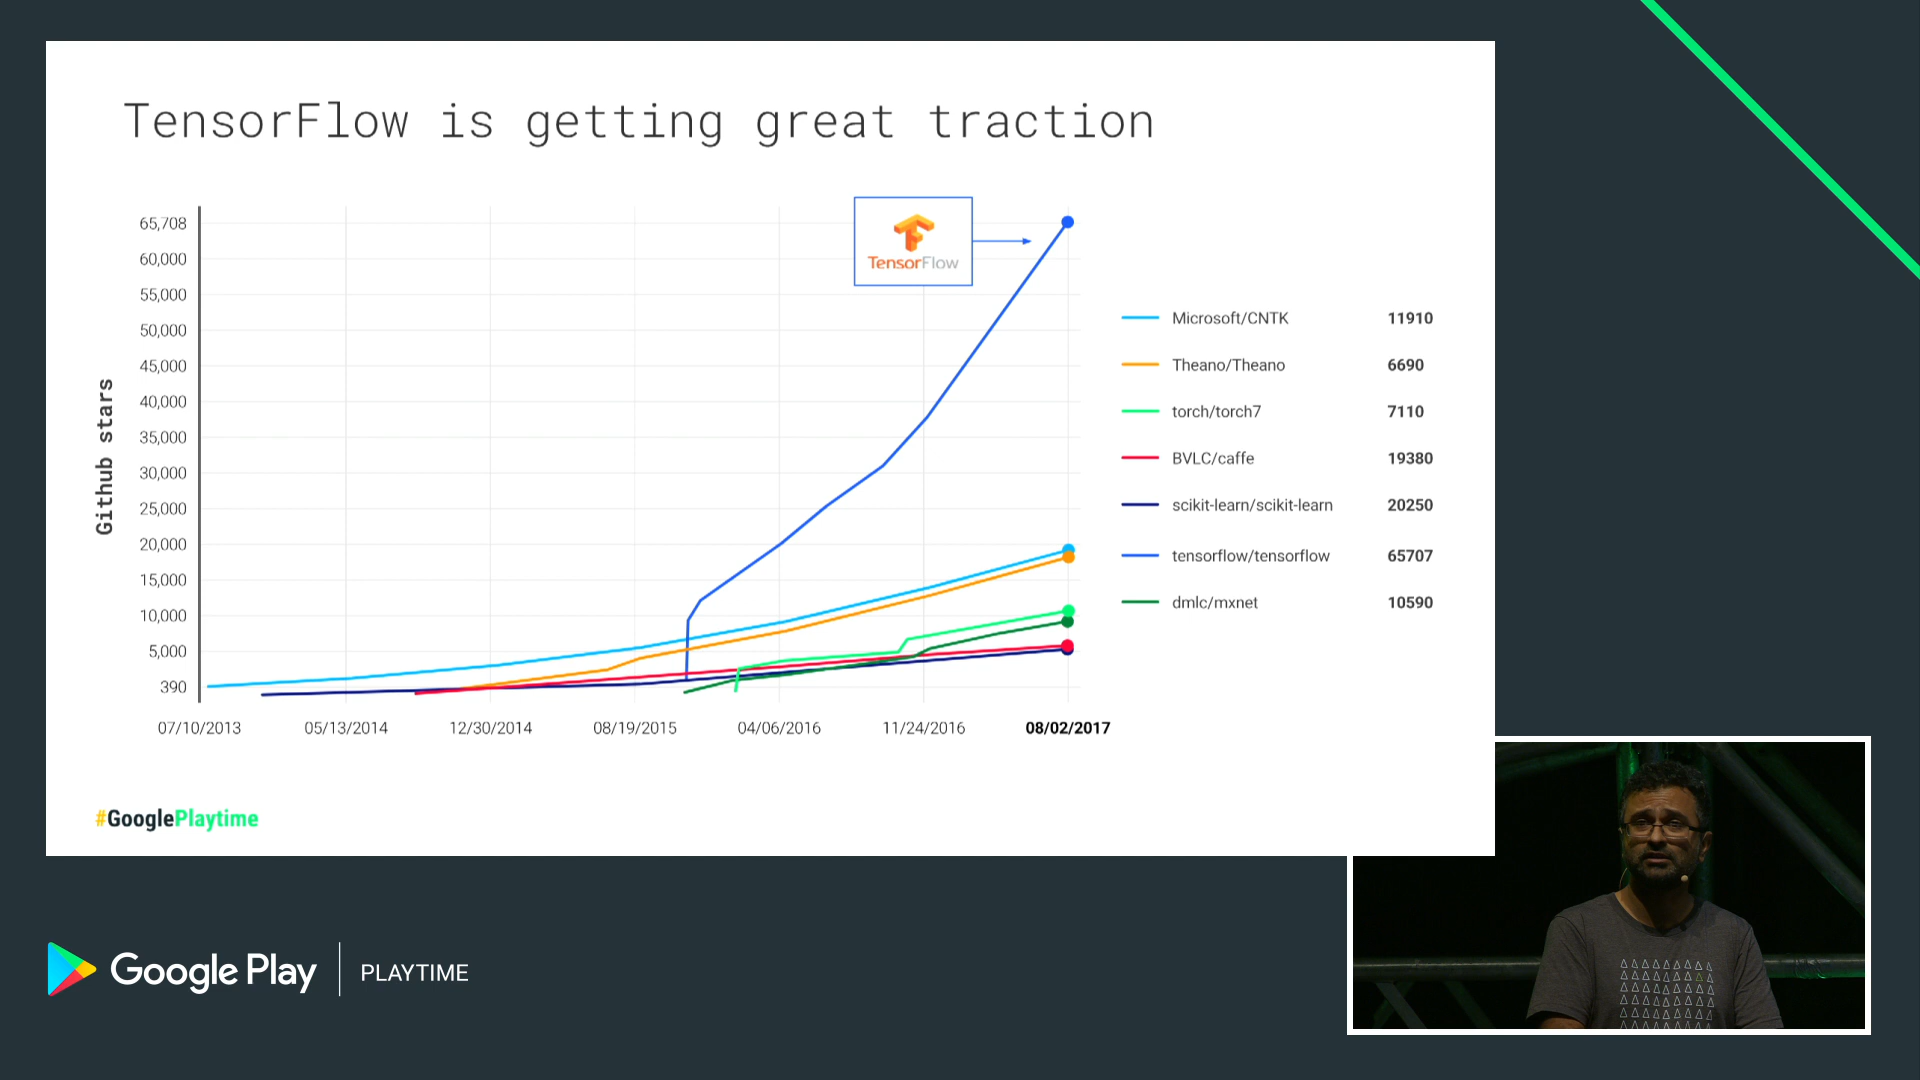 TensorFlow is getting great traction
Github stars
65,708
60,000
55,000
50,000
45,000
40,000
35,000
30,000
25,000
20,000
15,000
10,000
5,000
390
07/10/2013 05/13/2014 12/30/2014 08/19/2015 04/06/2016 11/24/2016 08/02/2017
TensorFlow
Microsoft/CNTK 11910
Theano/Theano 6690
torch/torch7 7110
BVLC/caffe 19380
scikit-learn/scikit-learn 20250
tensorflow/tensorflow 65707
dmlc/mxnet 10590
#GooglePlaytime
Google Play PLAYTIME